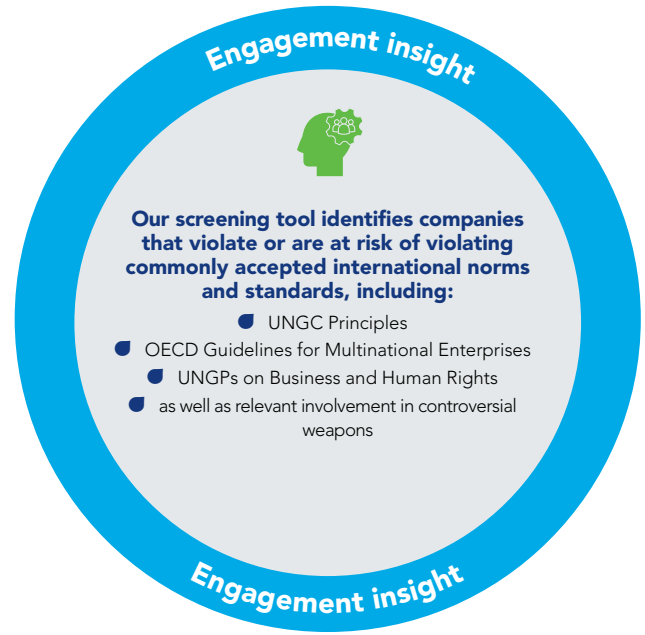 Engagement insight
Our screening tool identifies companies
that violate or are at risk of violating
commonly accepted international norms
and standards, including:
UNGC Principles
OECD Guidelines for Multinational Enterprises
UNGPs on Business and Human Rights
as well as relevant involvement in controversial
weapons
Engagement insight